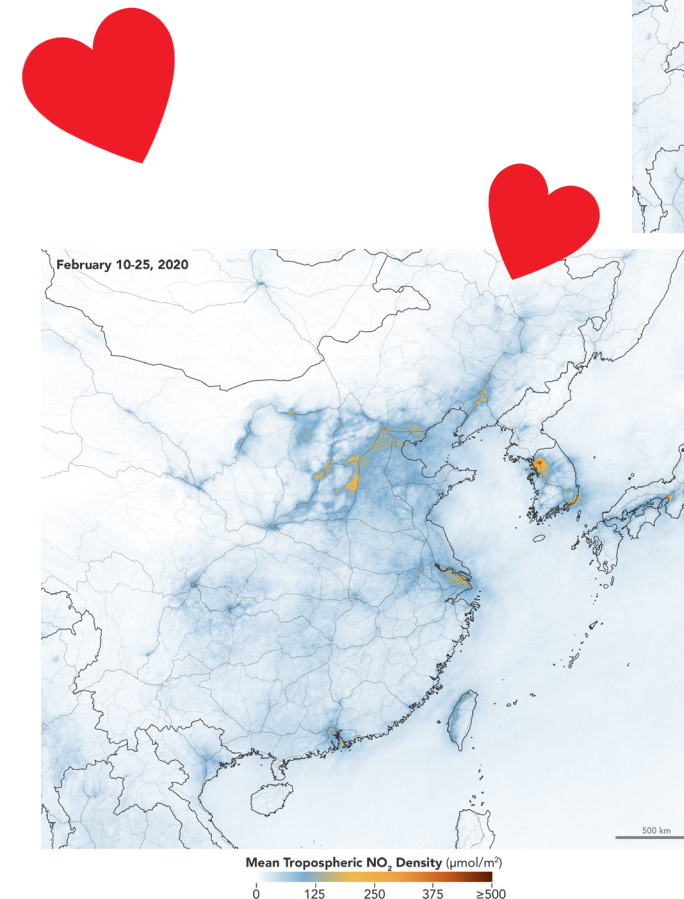 February 10-25, 2020
500 km
Mean Tropospheric NO₂ Density (μmol/m²)
0 125 250 375 ≥500